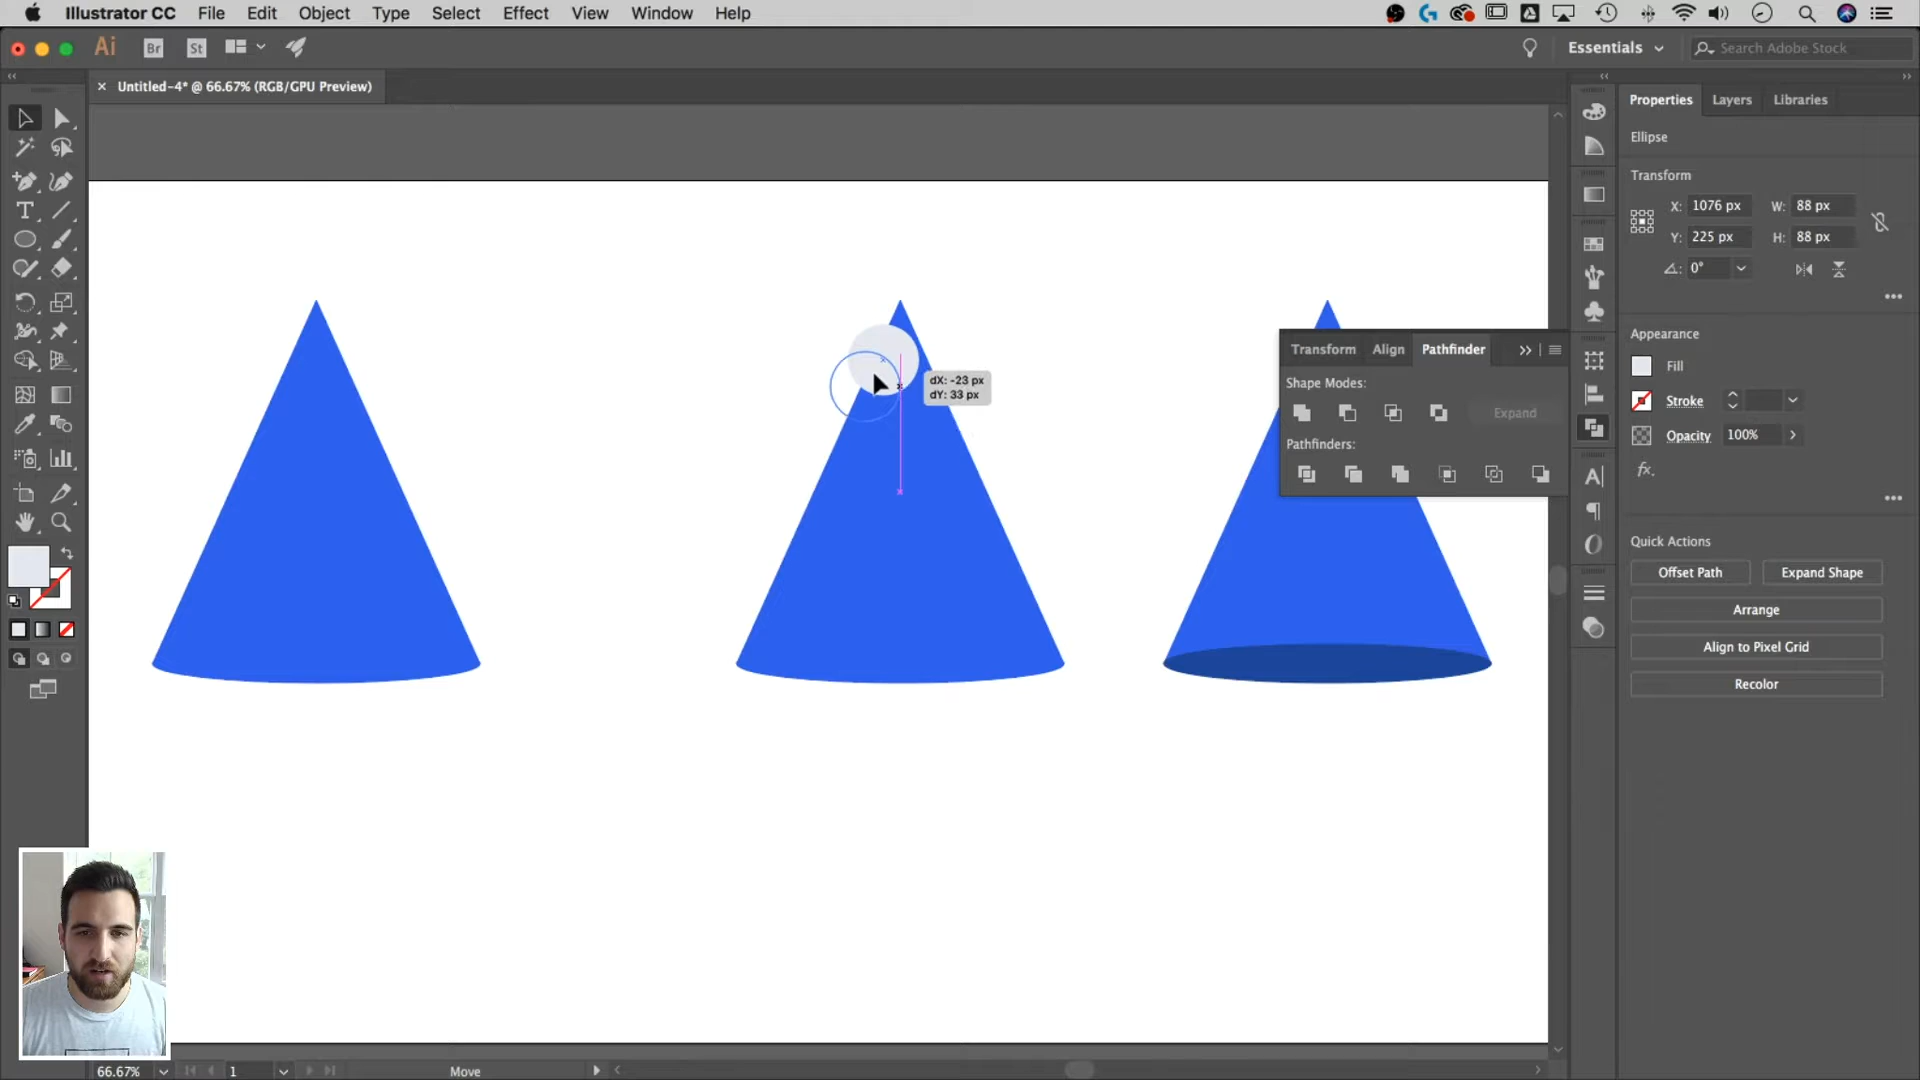 Illustrator CC File Edit Object Type Select Effect View Window Help
Ai Br St Essentials Search Adobe Stock
× Untitled-4* @ 66.67% (RGB/GPU Preview)
Properties Layers Libraries
Ellipse
Transform
X: 1076 px W: 88 px
Y: 225 px H: 88 px
0°
Transform Align Pathfinder
Shape Modes:
Expand
Pathfinders:
dX: -23 px
dY: 33 px
Appearance
Fill
Stroke
Opacity 100%
fx.
Quick Actions
Offset Path Expand Shape
Arrange
Align to Pixel Grid
Recolor
66.67% 1 Move